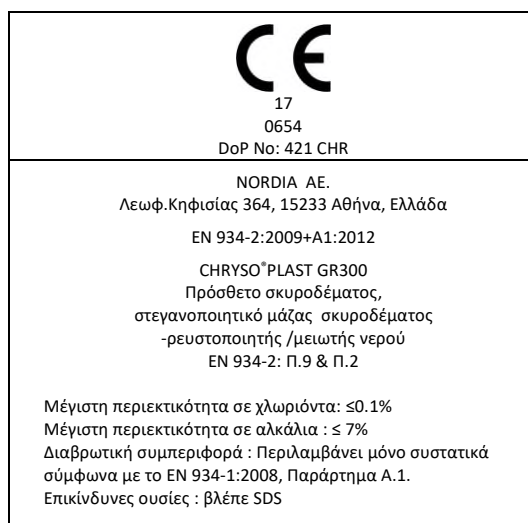 CE
17
0654
DoP No: 421 CHR
NORDIA AE.
Λεωφ.Κηφισίας 364, 15233 Αθήνα, Ελλάδα
EN 934-2:2009+A1:2012
CHRYSO®PLAST GR300
Πρόσθετο σκυροδέματος,
στεγανοποιητικό μάζας σκυροδέματος
-ρευστοποιητής /μειωτής νερού
EN 934-2: Π.9 & Π.2
Μέγιστη περιεκτικότητα σε χλωριόντα: ≤0.1%
Μέγιστη περιεκτικότητα σε αλκάλια : ≤ 7%
Διαβρωτική συμπεριφορά : Περιλαμβάνει μόνο συστατικά
σύμφωνα με το EN 934-1:2008, Παράρτημα Α.1.
Επικίνδυνες ουσίες : βλέπε SDS